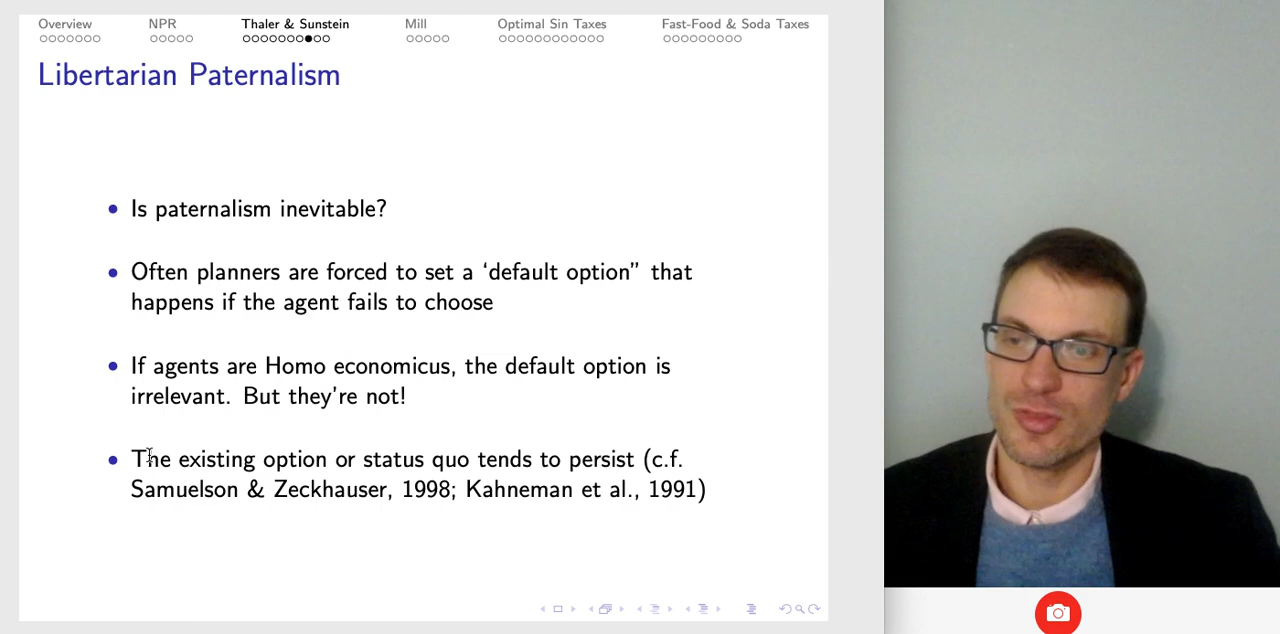 Overview NPR Thaler & Sunstein Mill Optimal Sin Taxes Fast-Food & Soda Taxes
Libertarian Paternalism
Is paternalism inevitable?
Often planners are forced to set a ‘default option” that
happens if the agent fails to choose
If agents are Homo economicus, the default option is
irrelevant. But they're not!
The existing option or status quo tends to persist (c.f.
Samuelson & Zeckhauser, 1998; Kahneman et al., 1991)